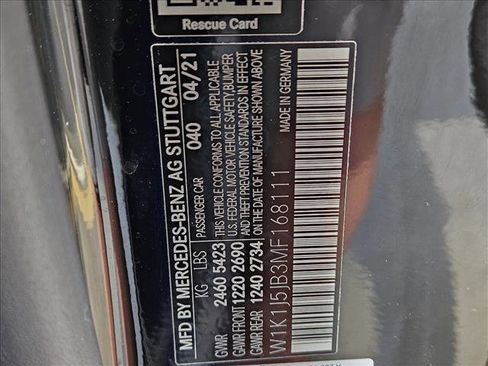 Rescue Card
MFD BY MERCEDES-BENZ AG STUTTGART
040 04/21
PASSENGER CAR
KG LBS
GVWR 2460 5423
GAWR FRONT 1220 2690
GAWR REAR 1240 2734
THIS VEHICLE CONFORMS TO ALL APPLICABLE
U.S. FEDERAL MOTOR VEHICLE SAFETY, BUMPER
AND THEFT PREVENTION STANDARDS IN EFFECT
ON THE DATE OF MANUFACTURE SHOWN ABOVE
W1K1J5JB3MF168111
MADE IN GERMANY